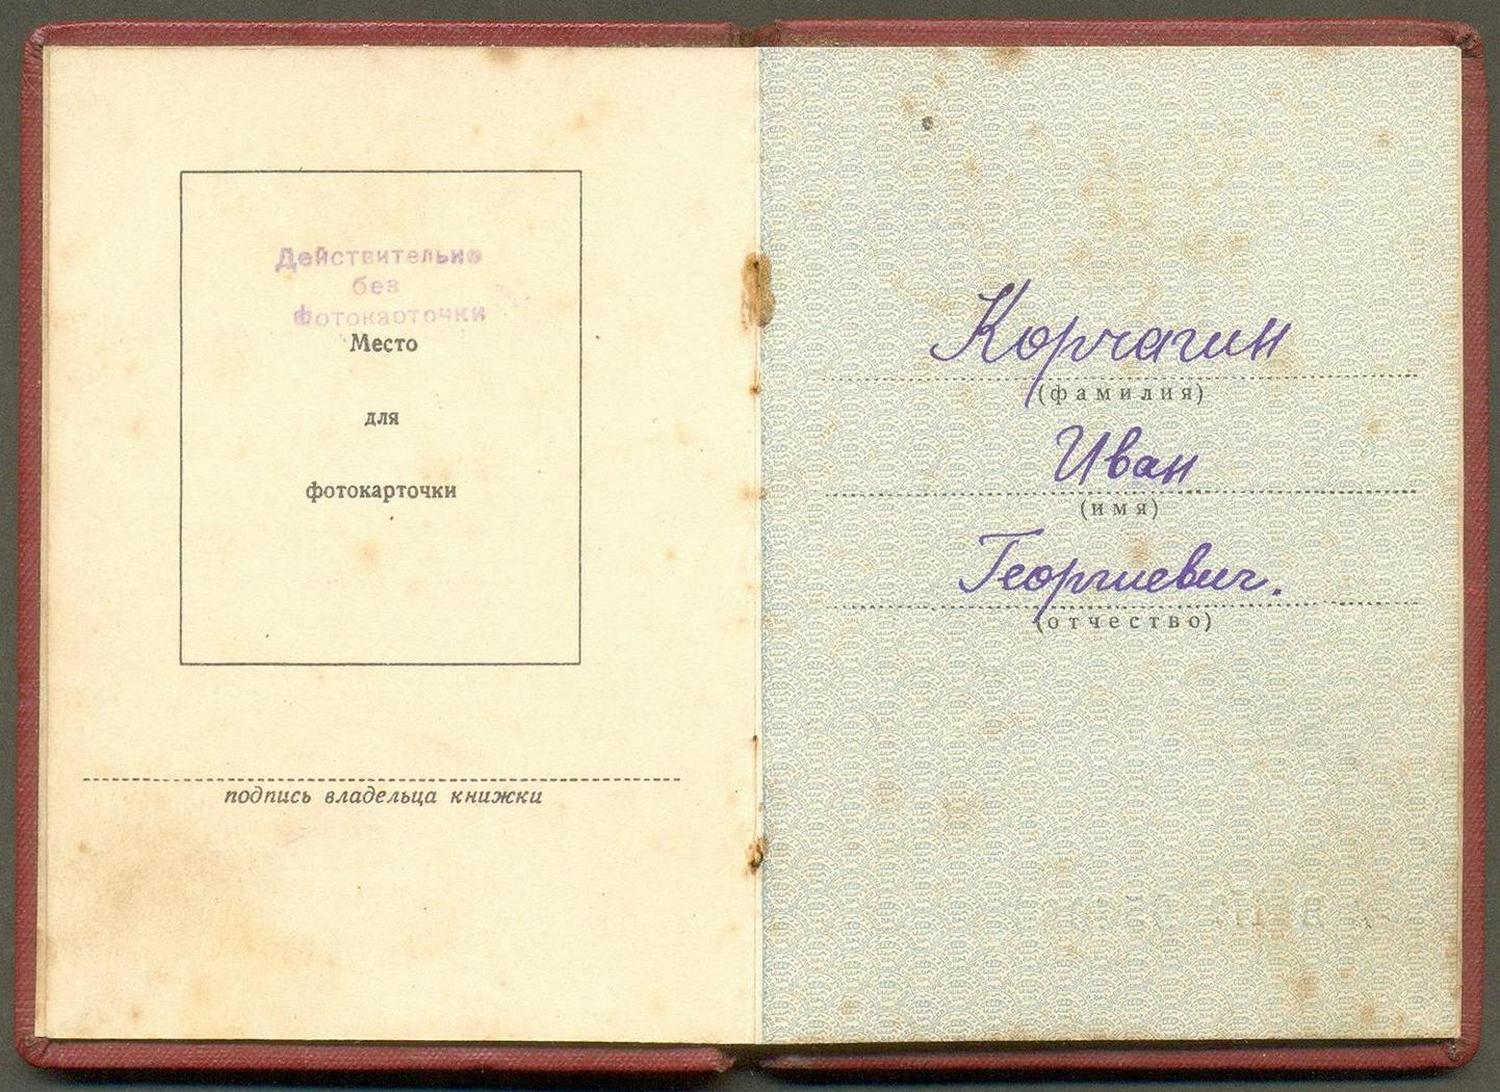 Действительно
без
фотокарточки
Место
для
фотокарточки
подпись владельца книжки
Корчагин
(фамилия)
Иван
(имя)
Георгиевич.
(отчество)